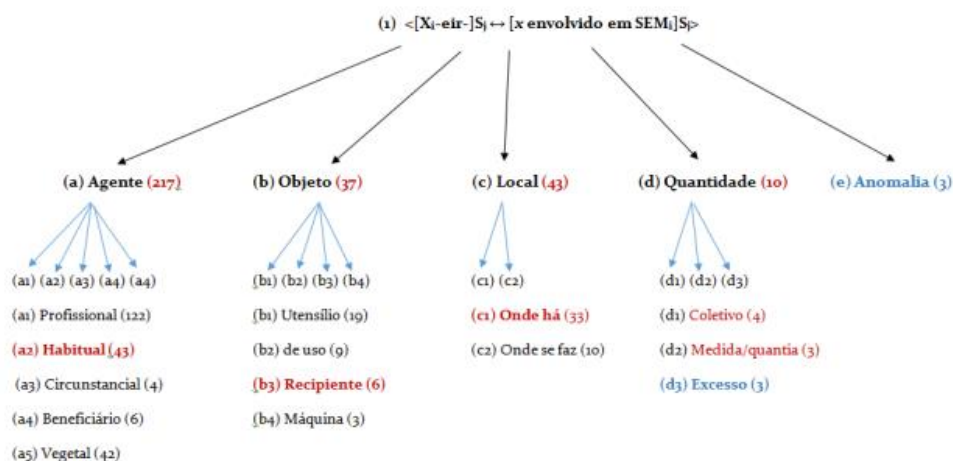 (1) <[Xᵢ-eir-]Sⱼ ↔ [x envolvido em SEMᵢ]Sⱼ>
(a) Agente (217) (b) Objeto (37) (c) Local (43) (d) Quantidade (10) (e) Anomalia (3)
(a1) (a2) (a3) (a4) (a4) (b1) (b2) (b3) (b4) (c1) (c2) (d1) (d2) (d3)
(a1) Profissional (122) (b1) Utensílio (19) (c1) Onde há (33) (d1) Coletivo (4)
(a2) Habitual (43) (b2) de uso (9) (c2) Onde se faz (10) (d2) Medida/quantia (3)
(a3) Circunstancial (4) (b3) Recipiente (6) (d3) Excesso (3)
(a4) Beneficiário (6) (b4) Máquina (3)
(a5) Vegetal (42)